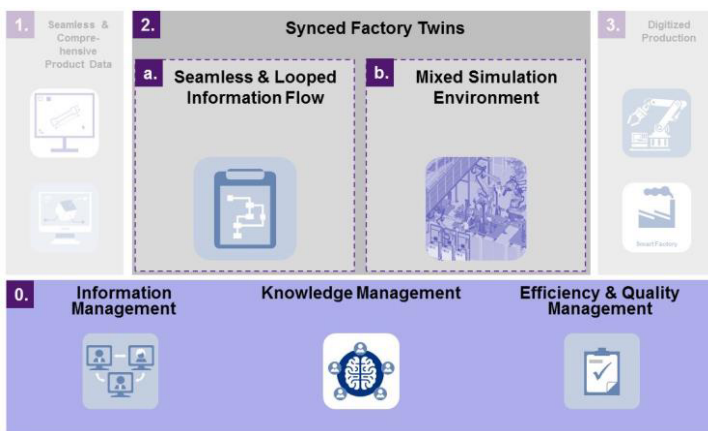 1.
Seamless &
Compre-
hensive
Product Data
2.
Synced Factory Twins
a.
Seamless & Looped
Information Flow
b.
Mixed Simulation
Environment
3.
Digitized
Production
Smart Factory
0.
Information
Management
Knowledge Management
Efficiency & Quality
Management